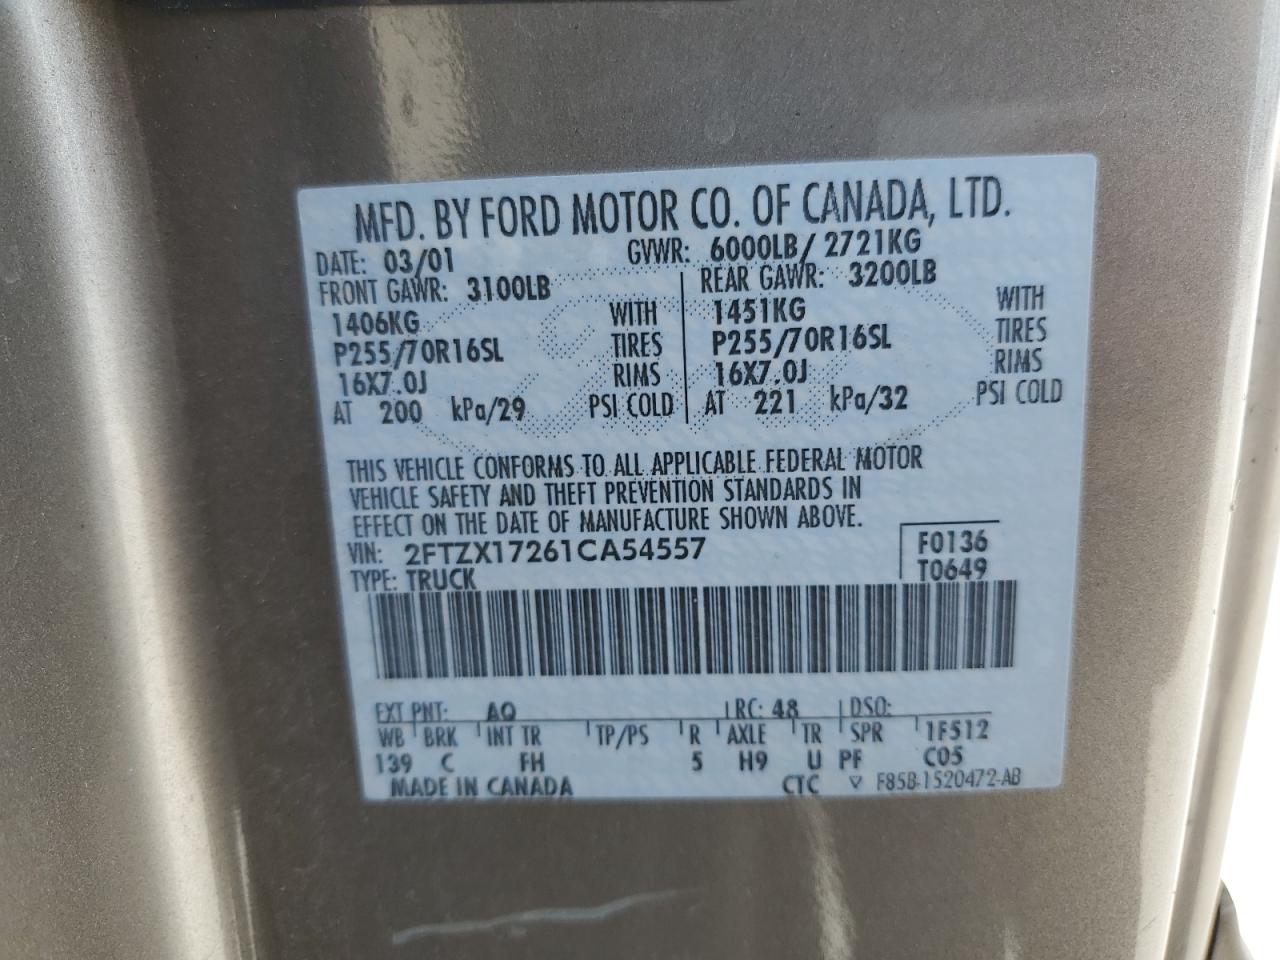 MFD. BY FORD MOTOR CO. OF CANADA, LTD.
DATE: 03/01 GVWR: 6000LB/ 2721KG
FRONT GAWR: 3100LB REAR GAWR: 3200LB
1406KG WITH 1451KG WITH
P255/70R16SL TIRES P255/70R16SL TIRES
16X7.0J RIMS 16X7.0J RIMS
AT 200 kPa/29 PSI COLD AT 221 kPa/32 PSI COLD
THIS VEHICLE CONFORMS TO ALL APPLICABLE FEDERAL MOTOR
VEHICLE SAFETY AND THEFT PREVENTION STANDARDS IN
EFFECT ON THE DATE OF MANUFACTURE SHOWN ABOVE.
VIN: 2FTZX17261CA54557 F0136
TYPE: TRUCK T0649
EXT PNT: AQ RC: 48 DSO:
WB BRK INT TR TP/PS R AXLE TR SPR 1F512
139 C FH 5 H9 U PF C05
MADE IN CANADA CTC ▽ F85B-1520472-AB